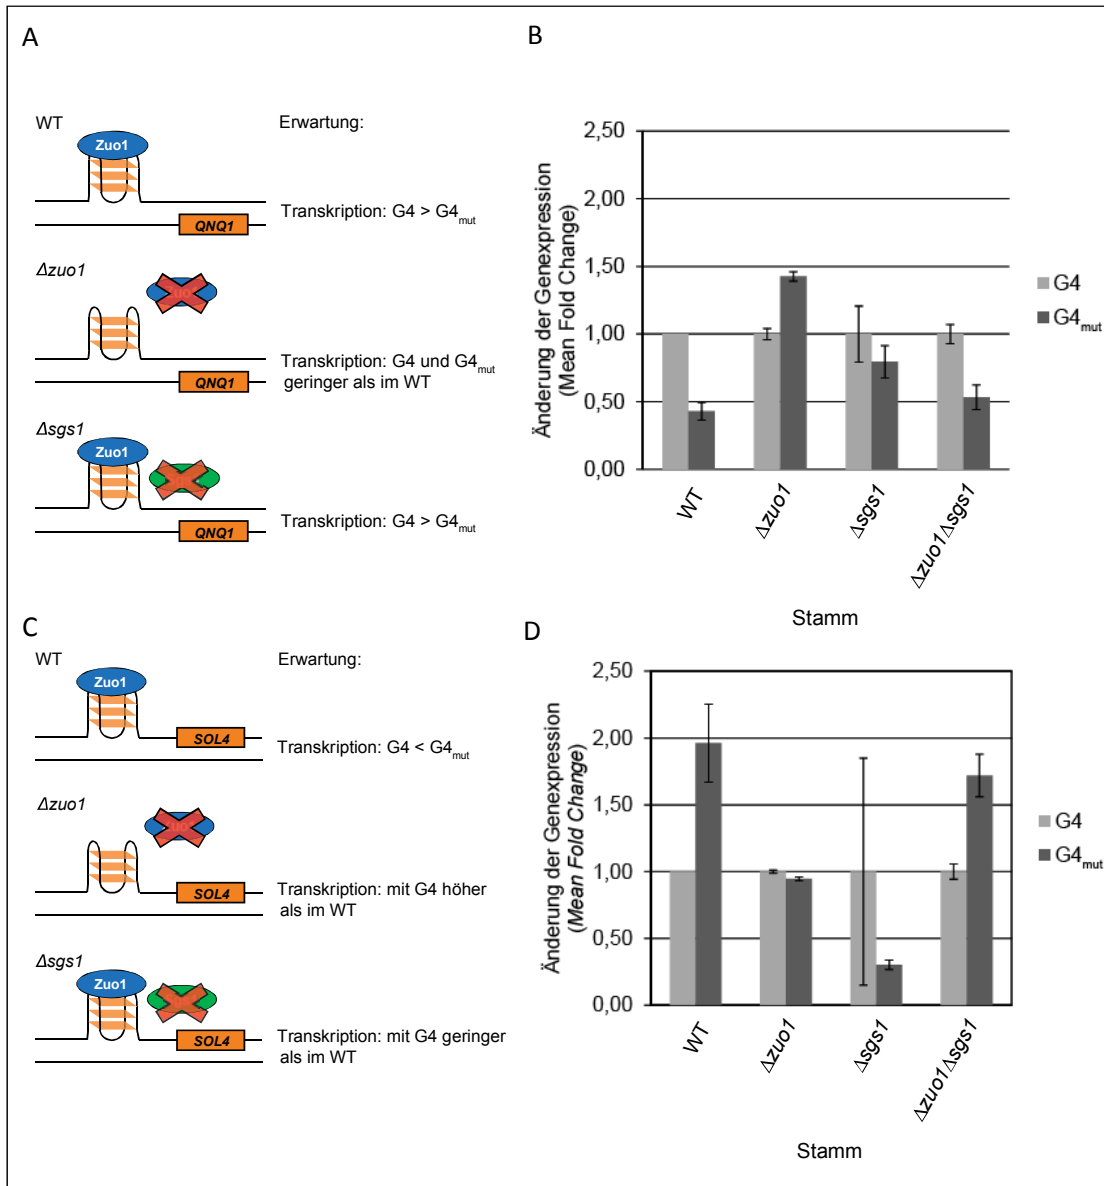 A
WT
Erwartung:
Zuo1
QNQ1
Transkription: G4 > G4mut
Δzuo1
QNQ1
Transkription: G4 und G4mut
geringer als im WT
Δsgs1
Zuo1
QNQ1
Transkription: G4 > G4mut
B
Änderung der Genexpression
(Mean Fold Change)
2,50
2,00
1,50
1,00
0,50
0,00
WT
Δzuo1
Δsgs1
Δzuo1Δsgs1
Stamm
G4
G4mut
C
WT
Erwartung:
Zuo1
SOL4
Transkription: G4 < G4mut
Δzuo1
SOL4
Transkription: mit G4 höher
als im WT
Δsgs1
Zuo1
SOL4
Transkription: mit G4 geringer
als im WT
D
Änderung der Genexpression
(Mean Fold Change)
2,50
2,00
1,50
1,00
0,50
0,00
WT
Δzuo1
Δsgs1
Δzuo1Δsgs1
Stamm
G4
G4mut